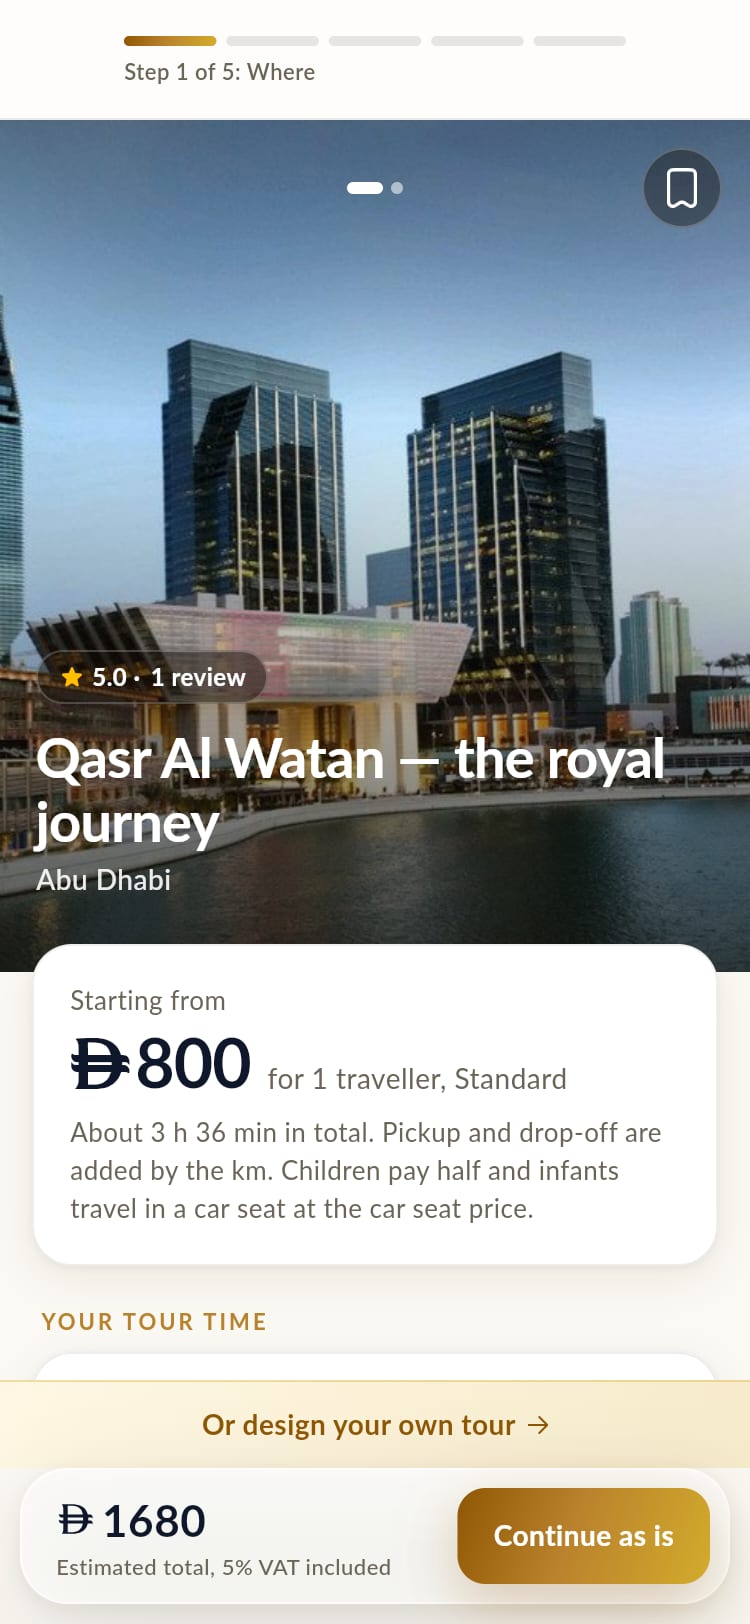 Step 1 of 5: Where
5.0 · 1 review
Qasr Al Watan — the royal
journey
Abu Dhabi
Starting from
800 for 1 traveller, Standard
About 3 h 36 min in total. Pickup and drop-off are
added by the km. Children pay half and infants
travel in a car seat at the car seat price.
YOUR TOUR TIME
Or design your own tour →
1680
Estimated total, 5% VAT included
Continue as is